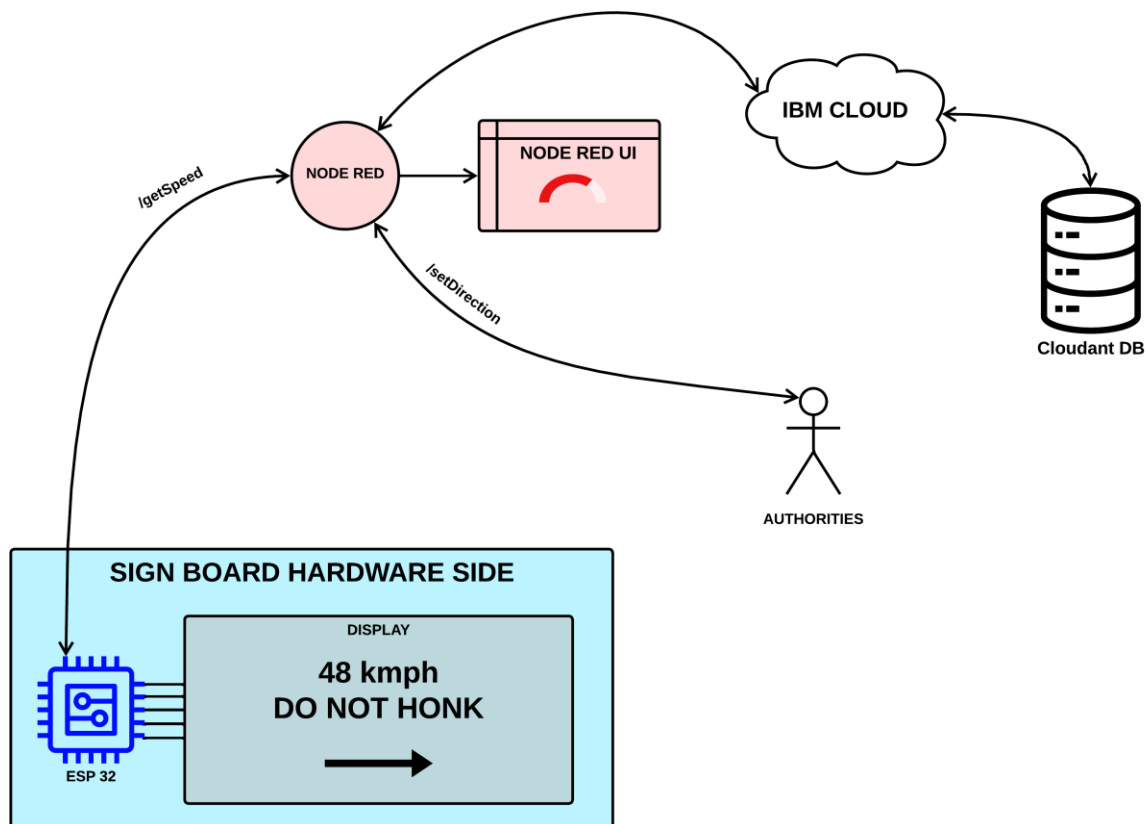 IBM CLOUD
NODE RED UI
NODE RED
/getSpeed
/setDirection
Cloudant DB
AUTHORITIES
SIGN BOARD HARDWARE SIDE
DISPLAY
48 kmph
DO NOT HONK
ESP 32